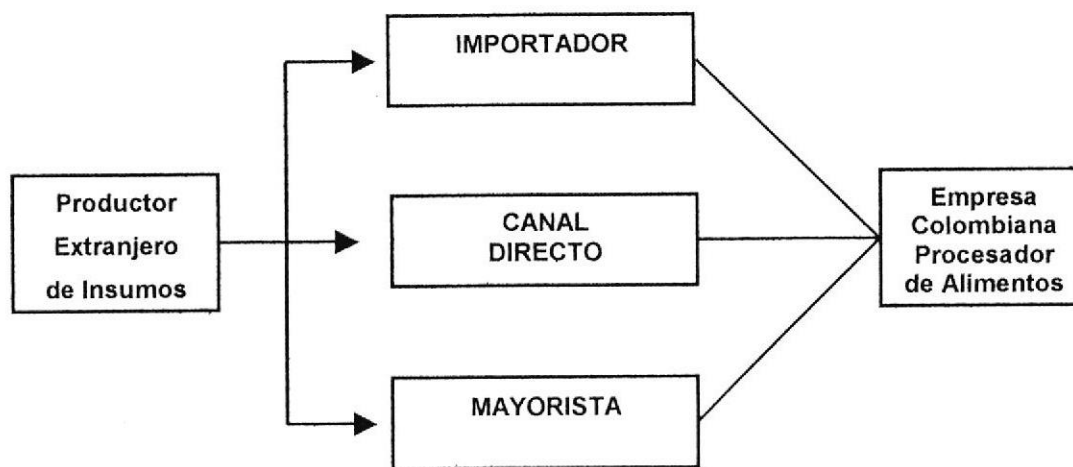 IMPORTADOR
Productor
Extranjero
de Insumos
CANAL
DIRECTO
Empresa
Colombiana
Procesador
de Alimentos
MAYORISTA